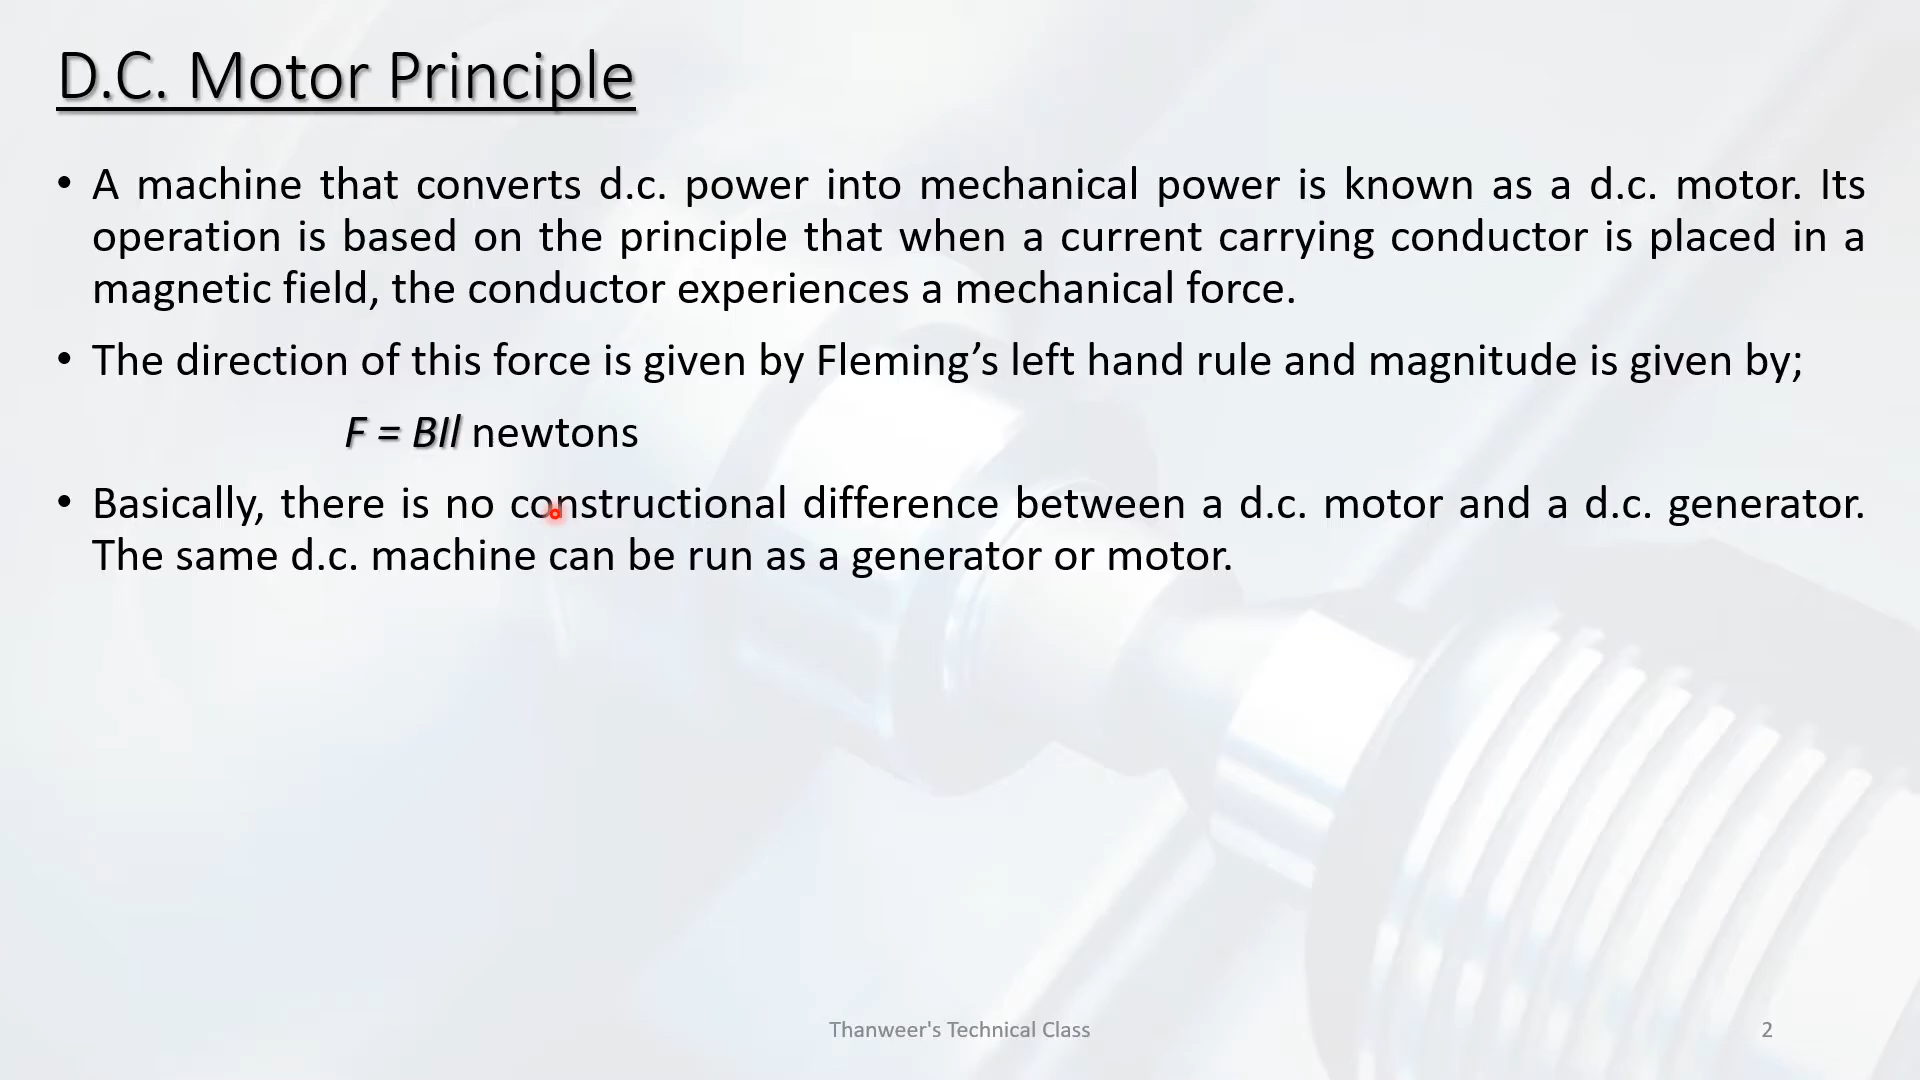 D.C. Motor Principle
• A machine that converts d.c. power into mechanical power is known as a d.c. motor. Its
operation is based on the principle that when a current carrying conductor is placed in a
magnetic field, the conductor experiences a mechanical force.
• The direction of this force is given by Fleming’s left hand rule and magnitude is given by;
F = BIl newtons
• Basically, there is no constructional difference between a d.c. motor and a d.c. generator.
The same d.c. machine can be run as a generator or motor.
Thanweer's Technical Class
2